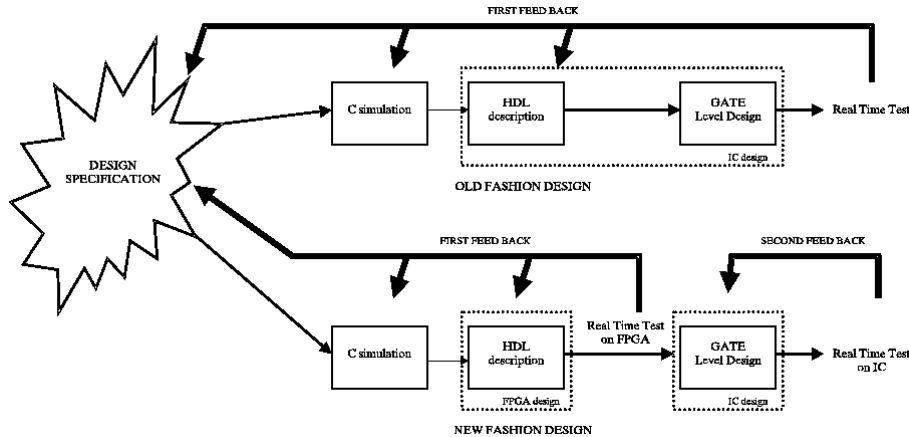 FIRST FEED BACK
C simulation
HDL
description
GATE
Level Design
Real Time Test
IC design
DESIGN
SPECIFICATION
OLD FASHION DESIGN
FIRST FEED BACK
SECOND FEED BACK
Real Time Test
on FPGA
C simulation
HDL
description
GATE
Level Design
Real Time Test
on IC
FPGA design
IC design
NEW FASHION DESIGN